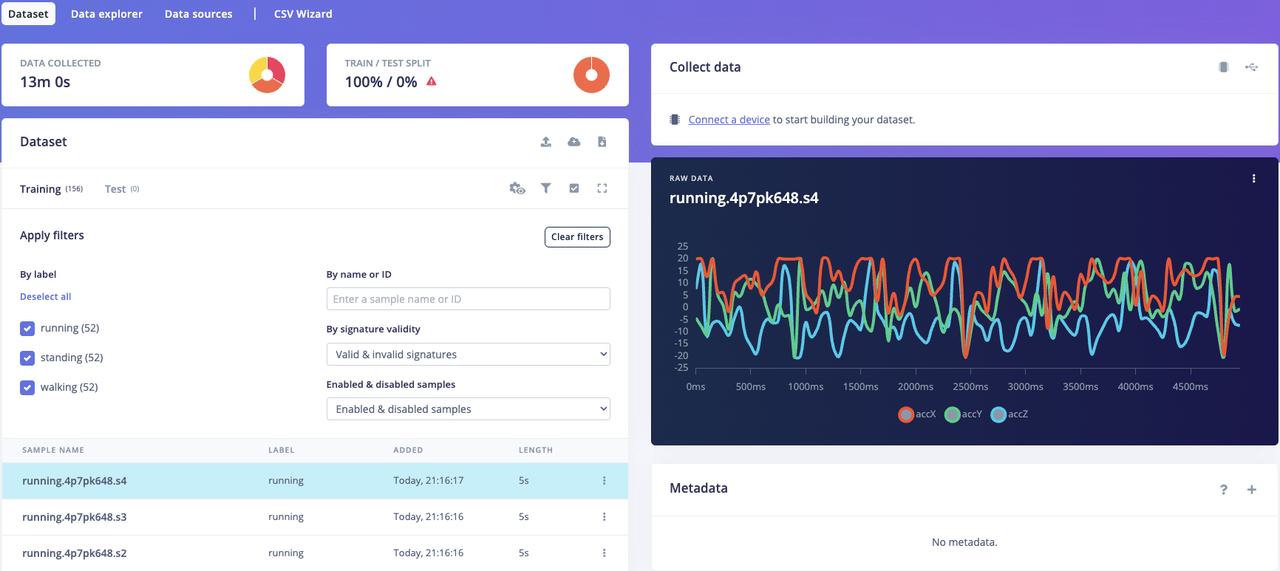 Dataset Data explorer Data sources | CSV Wizard
DATA COLLECTED
13m 0s
TRAIN / TEST SPLIT
100% / 0%
Collect data
Connect a device to start building your dataset.
Dataset
Training (156) Test (0)
Apply filters
Clear filters
By label
Deselect all
running (52)
standing (52)
walking (52)
By name or ID
Enter a sample name or ID
By signature validity
Valid & invalid signatures
Enabled & disabled samples
Enabled & disabled samples
SAMPLE NAME LABEL ADDED LENGTH
running.4p7pk648.s4 running Today, 21:16:17 5s
running.4p7pk648.s3 running Today, 21:16:16 5s
running.4p7pk648.s2 running Today, 21:16:16 5s
RAW DATA
running.4p7pk648.s4
25
20
15
10
5
0
-5
-10
-15
-20
-25
0ms 500ms 1000ms 1500ms 2000ms 2500ms 3000ms 3500ms 4000ms 4500ms
accX accY accZ
Metadata
? +
No metadata.